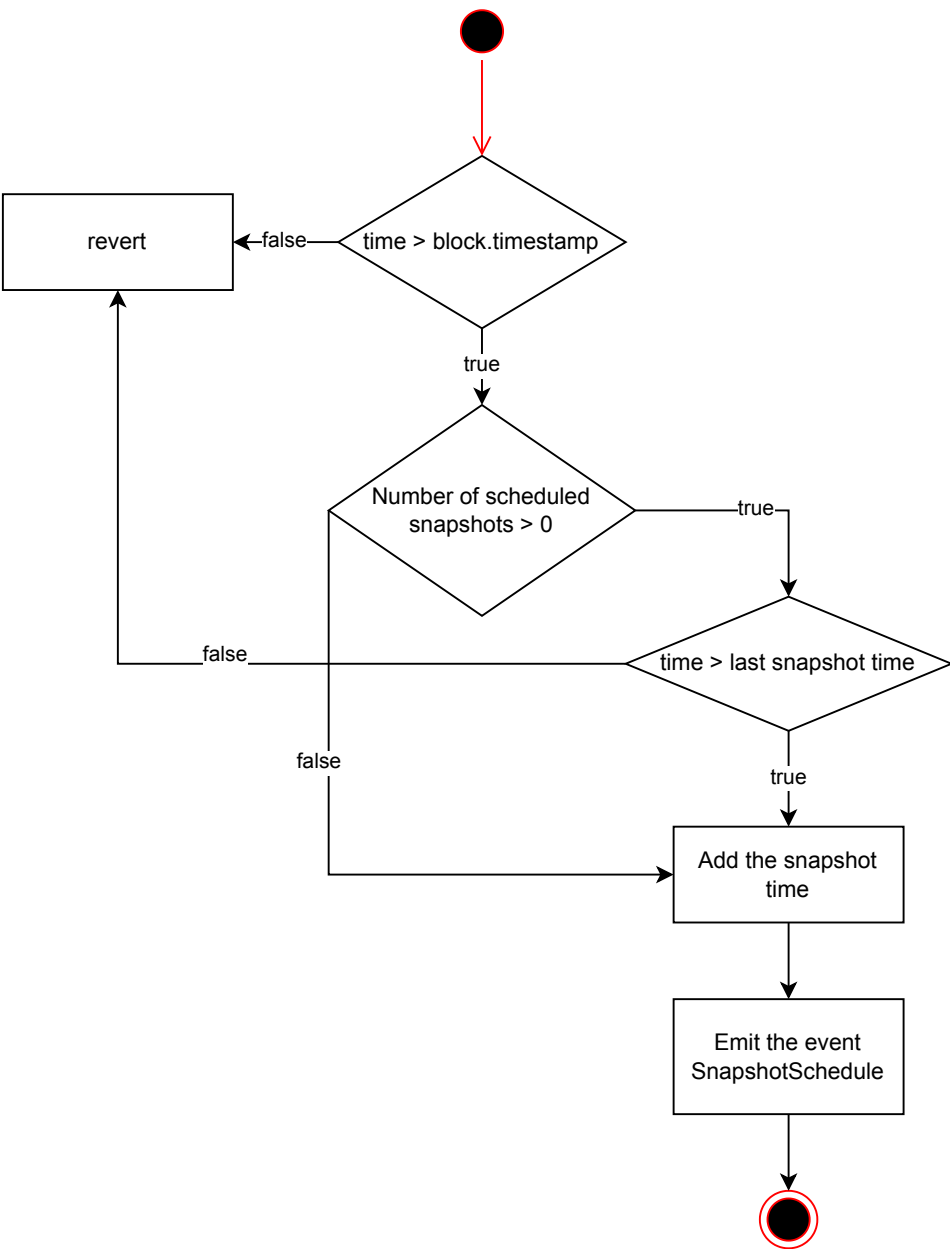 revert
false
time > block.timestamp
true
Number of scheduled
snapshots > 0
true
false
time > last snapshot time
false
true
Add the snapshot
time
Emit the event
SnapshotSchedule